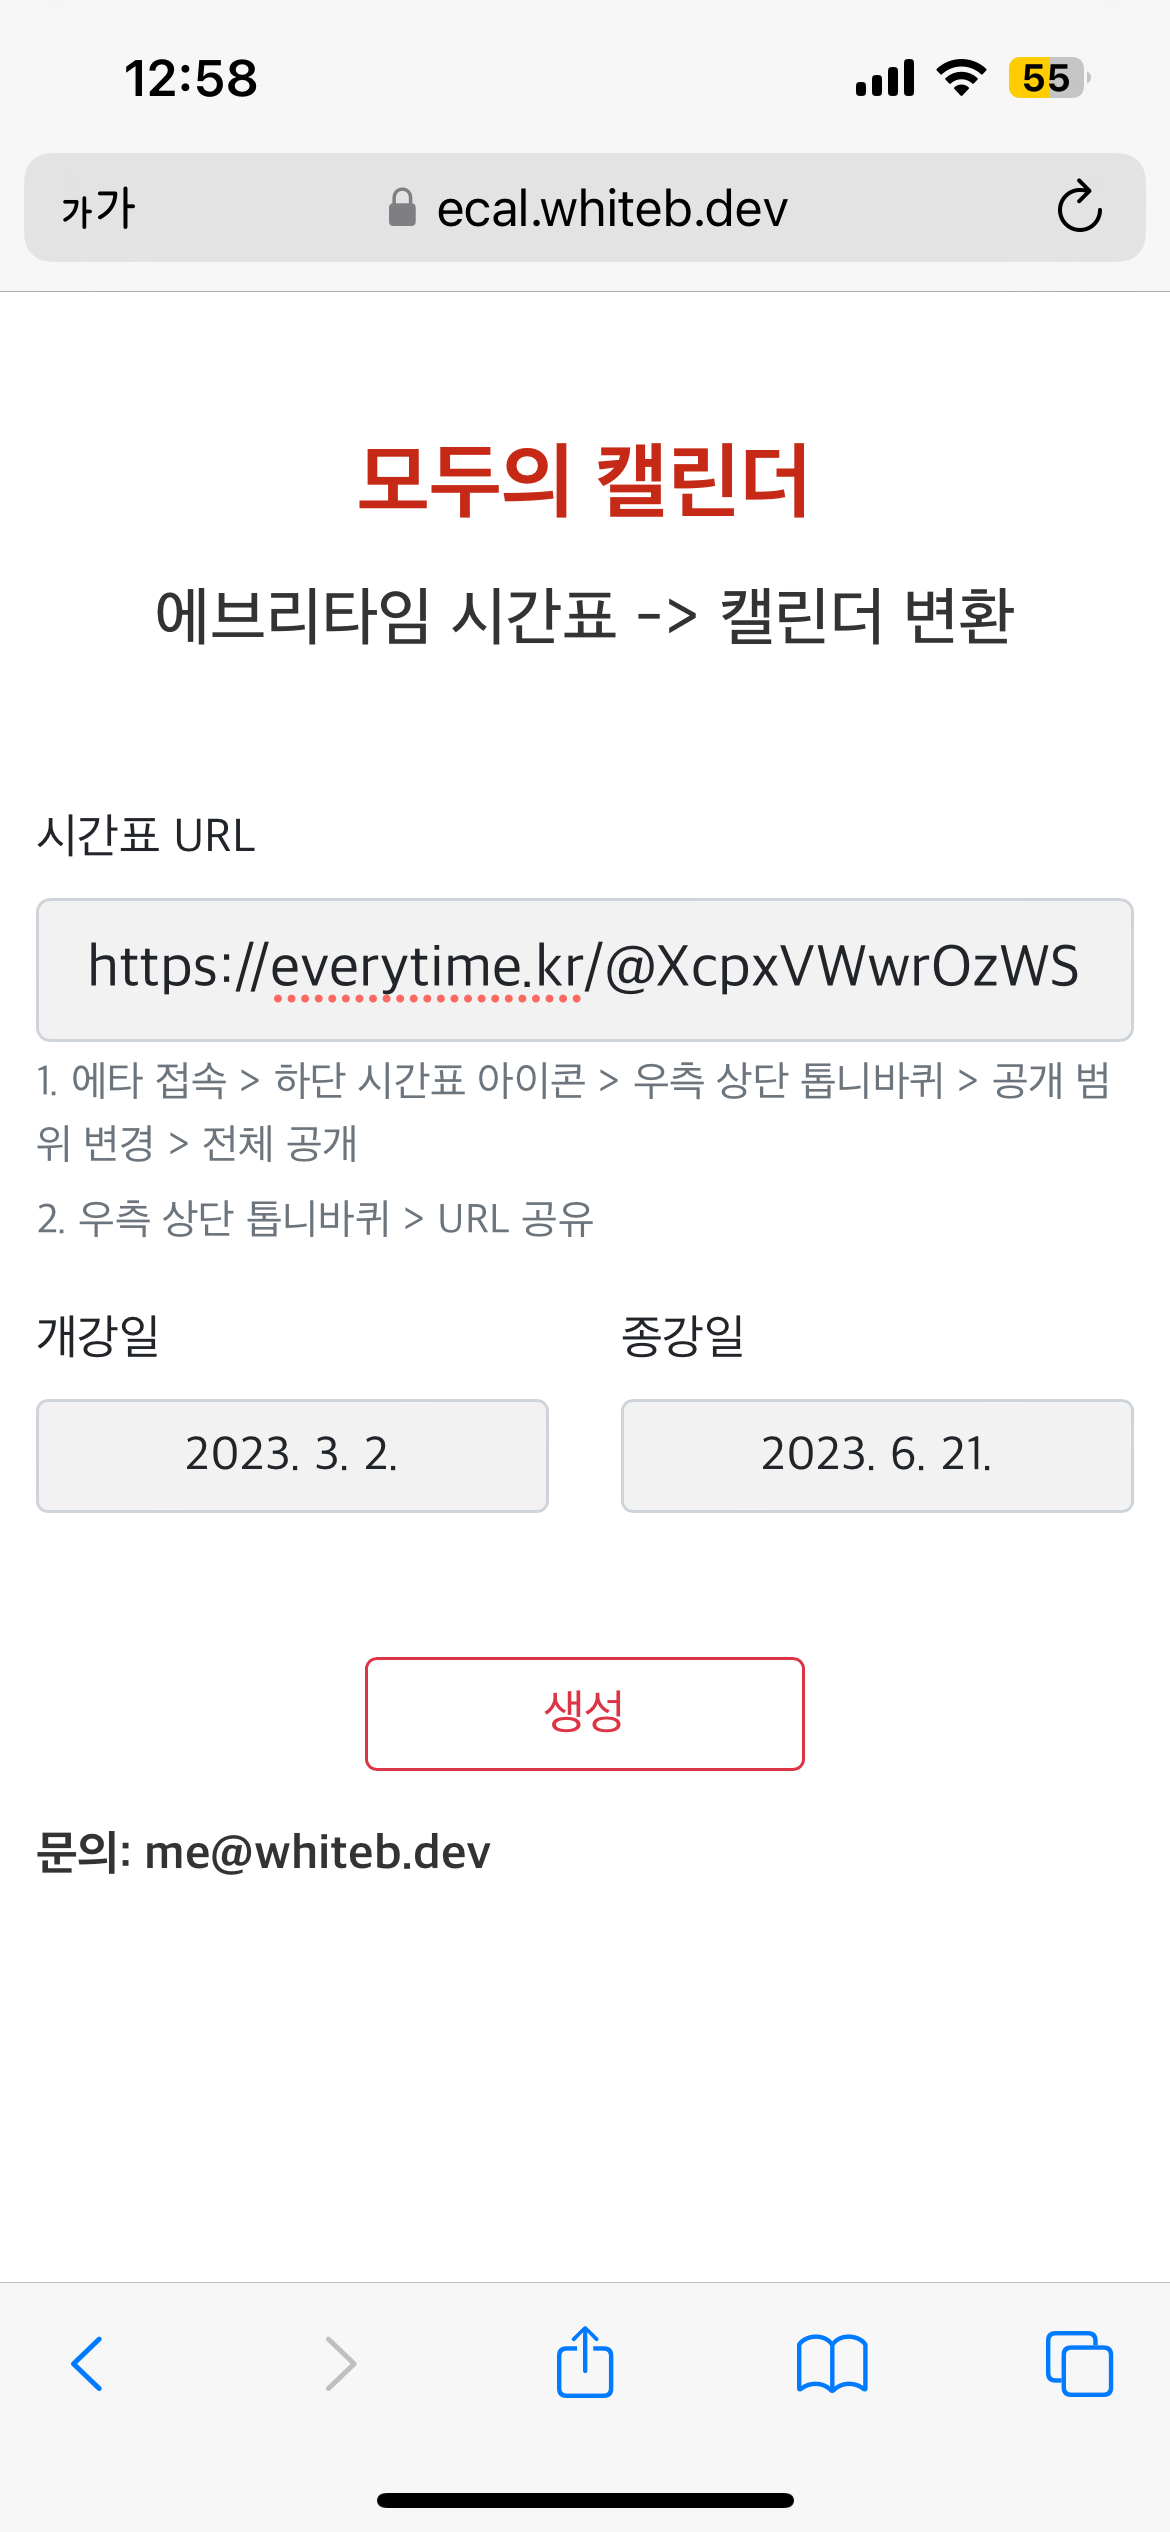 12:58
55
가가
ecal.whiteb.dev
모두의 캘린더
에브리타임 시간표 -> 캘린더 변환
시간표 URL
https://everytime.kr/@XcpxVWwrOzWS
1. 에타 접속 > 하단 시간표 아이콘 > 우측 상단 톱니바퀴 > 공개 범
위 변경 > 전체 공개
2. 우측 상단 톱니바퀴 > URL 공유
개강일
종강일
2023. 3. 2.
2023. 6. 21.
생성
문의: me@whiteb.dev